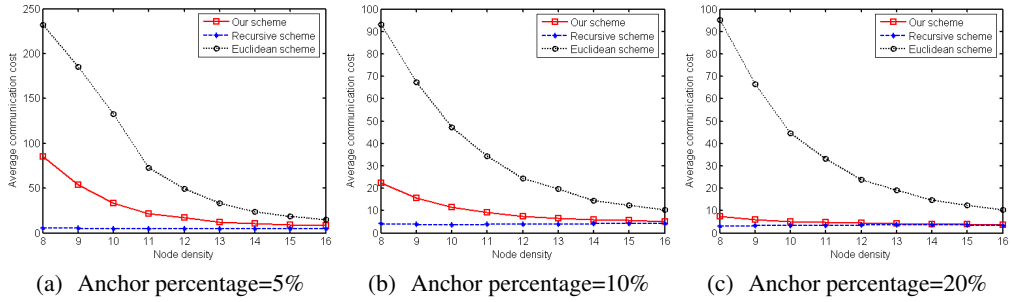 250
200
150
100
50
0
Average communication cost
8 9 10 11 12 13 14 15 16
Node density
Our scheme
Recursive scheme
Euclidean scheme
(a) Anchor percentage=5%
100
90
80
70
60
50
40
30
20
10
0
Average communication cost
8 9 10 11 12 13 14 15 16
Node density
Our scheme
Recursive scheme
Euclidean scheme
(b) Anchor percentage=10%
100
90
80
70
60
50
40
30
20
10
0
Average communication cost
8 9 10 11 12 13 14 15 16
Node density
Our scheme
Recursive scheme
Euclidean scheme
(c) Anchor percentage=20%